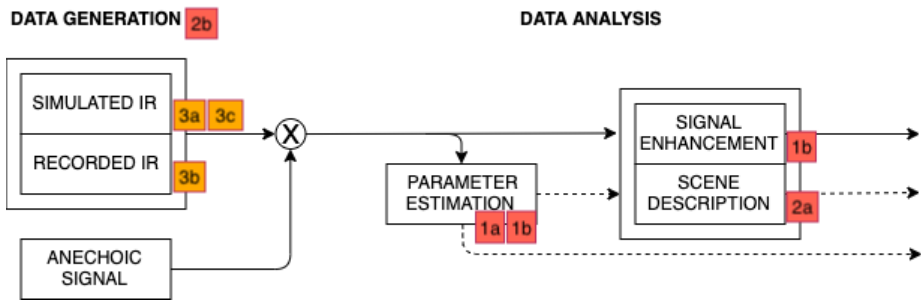 DATA GENERATION 2b
DATA ANALYSIS
SIMULATED IR
3a 3c
RECORDED IR
3b
X
ANECHOIC
SIGNAL
PARAMETER
ESTIMATION
1a 1b
SIGNAL
ENHANCEMENT
1b
SCENE
DESCRIPTION
2a